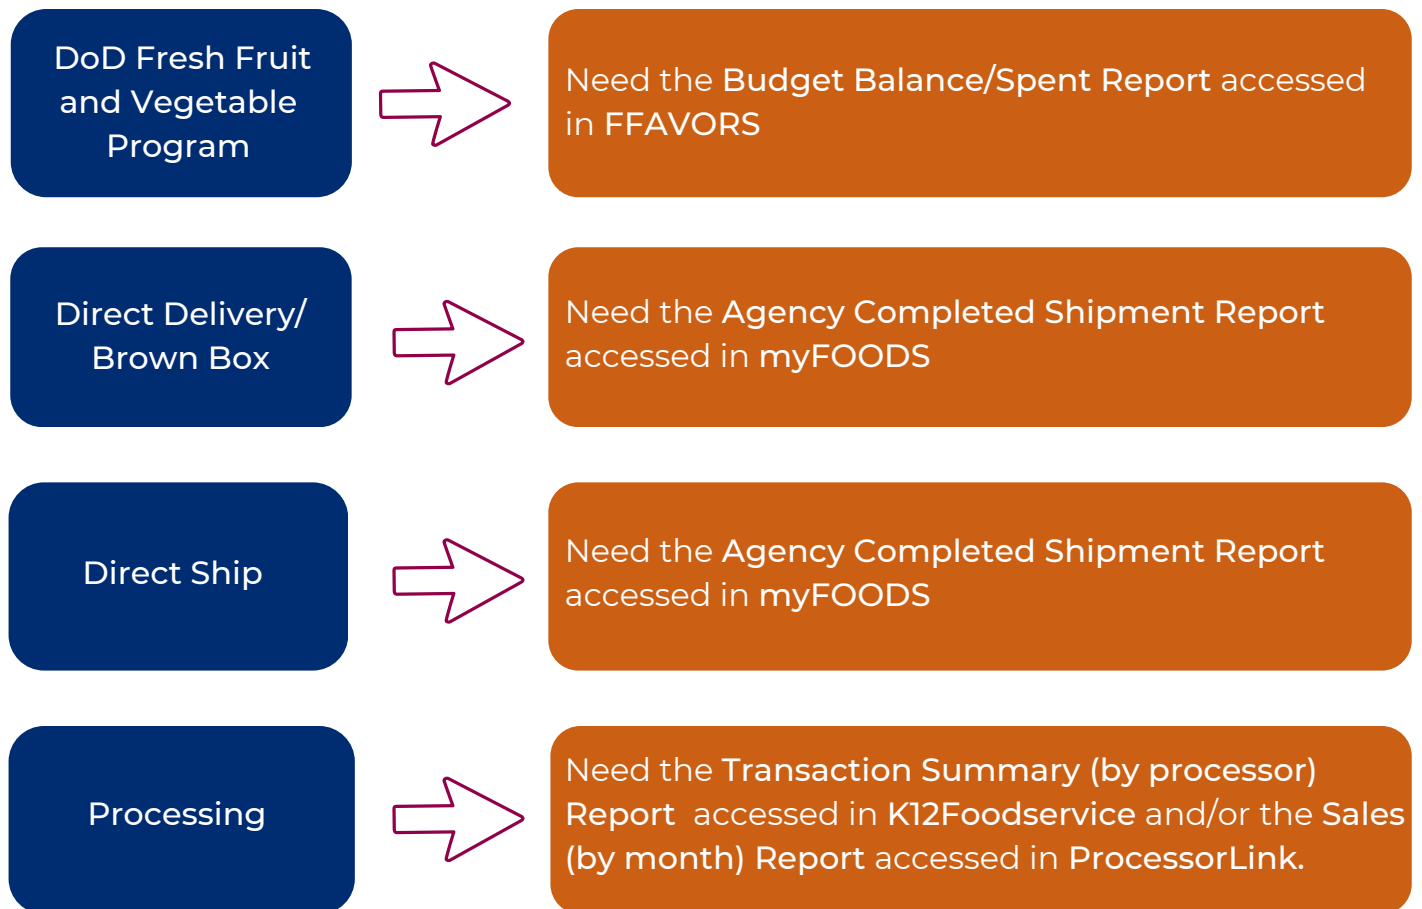 DoD Fresh Fruit
and Vegetable
Program
Need the Budget Balance/Spent Report accessed
in FFAVORS
Direct Delivery/
Brown Box
Need the Agency Completed Shipment Report
accessed in myFOODS
Direct Ship
Need the Agency Completed Shipment Report
accessed in myFOODS
Processing
Need the Transaction Summary (by processor)
Report accessed in K12Foodservice and/or the Sales
(by month) Report accessed in ProcessorLink.